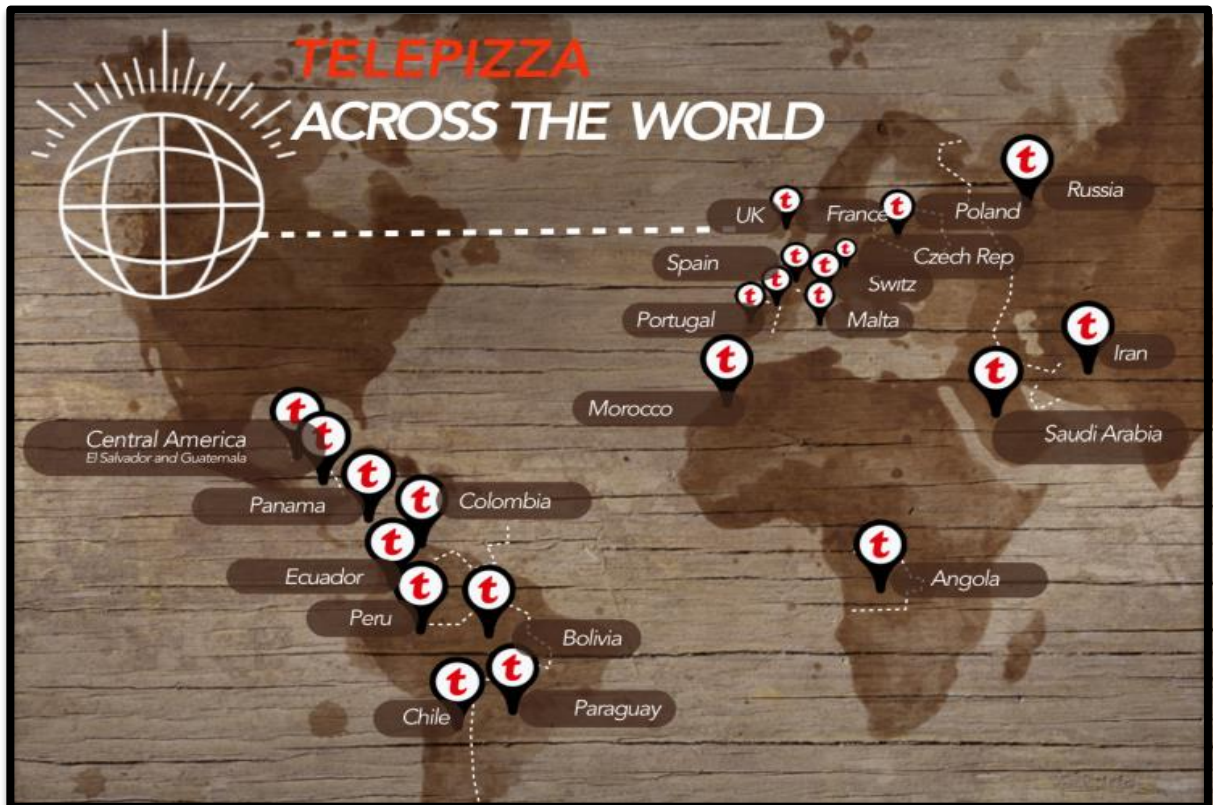 TELEPIZZA
ACROSS THE WORLD
Russia
UK
France
Poland
Czech Rep
Spain
Switz
Portugal
Malta
Iran
Morocco
Saudi Arabia
Central America
El Salvador and Guatemala
Panama
Colombia
Ecuador
Angola
Peru
Bolivia
Chile
Paraguay